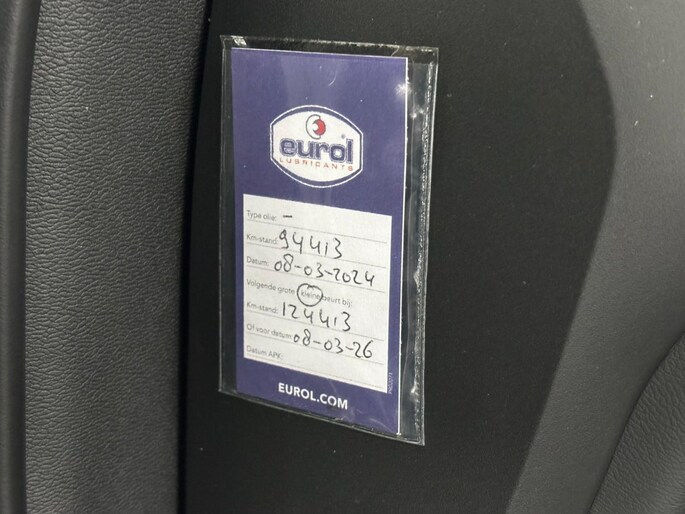 eurol®
LUBRICANTS
Type olie: -
Km-stand: 94413
Datum: 08-03-2024
Volgende grote kleine beurt bij:
Km-stand: 124413
Of voor datum 08-03-26
Datum APK:
EUROL.COM